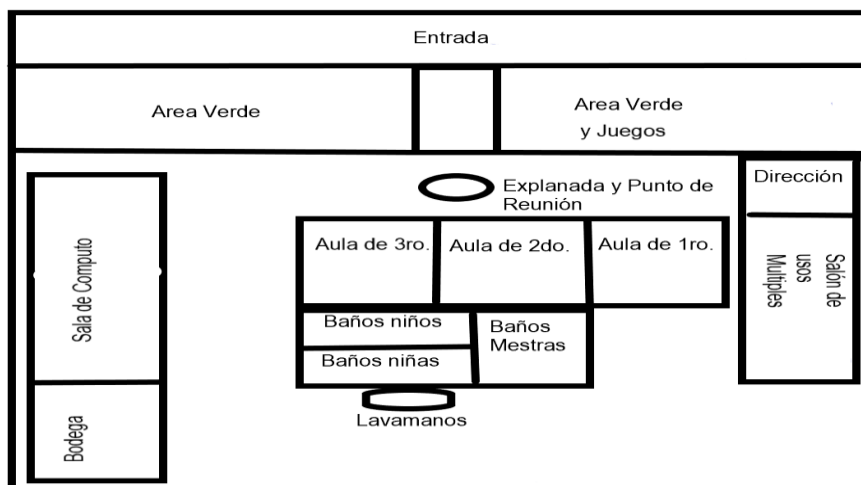 Entrada
Area Verde
Area Verde
y Juegos
Explanada y Punto de
Reunión
Dirección
Aula de 3ro.
Aula de 2do.
Aula de 1ro.
Salón de
usos
Multiples
Sala de Computo
Baños niños
Baños
Mestras
Baños niñas
Lavamanos
Bodega